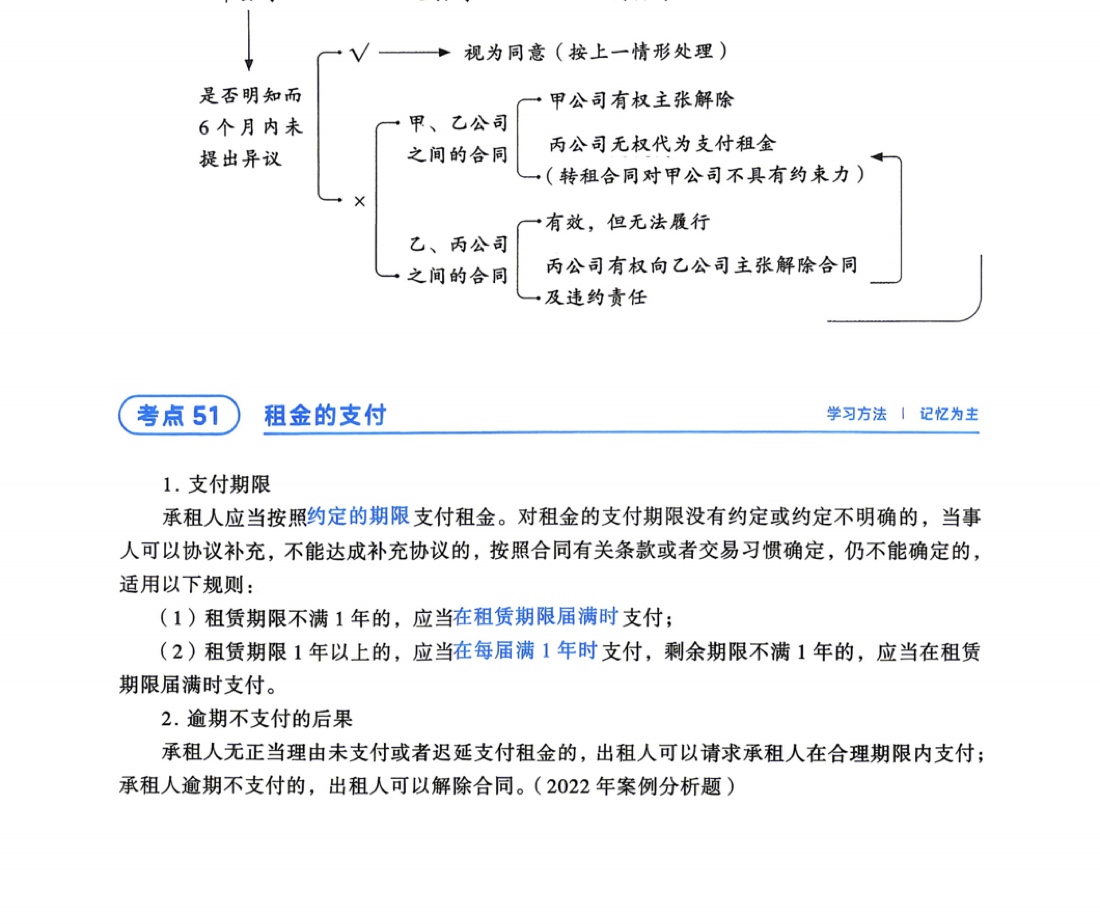 √
视为同意（按上一情形处理）
是否明知而
6个月内未
提出异议
甲、乙公司
之间的合同
甲公司有权主张解除
丙公司无权代为支付租金
（转租合同对甲公司不具有约束力）
×
乙、丙公司
之间的合同
有效，但无法履行
丙公司有权向乙公司主张解除合同
及违约责任
考点 51 租金的支付
学习方法 | 记忆为主
1. 支付期限
承租人应当按照约定的期限支付租金。对租金的支付期限没有约定或约定不明确的，当事
人可以协议补充，不能达成补充协议的，按照合同有关条款或者交易习惯确定，仍不能确定的，
适用以下规则：
（1）租赁期限不满 1 年的，应当在租赁期限届满时支付；
（2）租赁期限 1 年以上的，应当在每届满 1 年时支付，剩余期限不满 1 年的，应当在租赁
期限届满时支付。
2. 逾期不支付的后果
承租人无正当理由未支付或者迟延支付租金的，出租人可以请求承租人在合理期限内支付；
承租人逾期不支付的，出租人可以解除合同。（2022 年案例分析题）